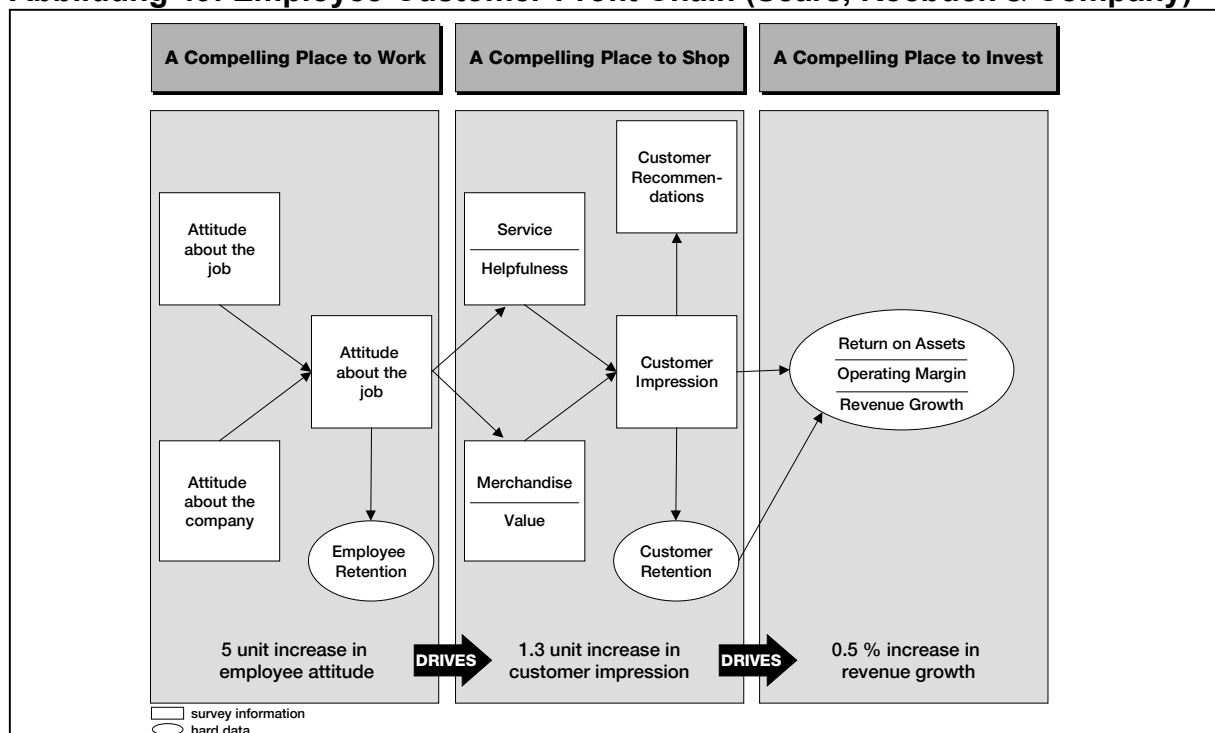 A Compelling Place to Work
A Compelling Place to Shop
A Compelling Place to Invest
Attitude
about the
job
Attitude
about the
company
Attitude
about the
job
Employee
Retention
Service
Helpfulness
Merchandise
Value
Customer
Recommen-
dations
Customer
Impression
Customer
Retention
Return on Assets
Operating Margin
Revenue Growth
5 unit increase in
employee attitude
DRIVES
1.3 unit increase in
customer impression
DRIVES
0.5 % increase in
revenue growth
survey information
hard data